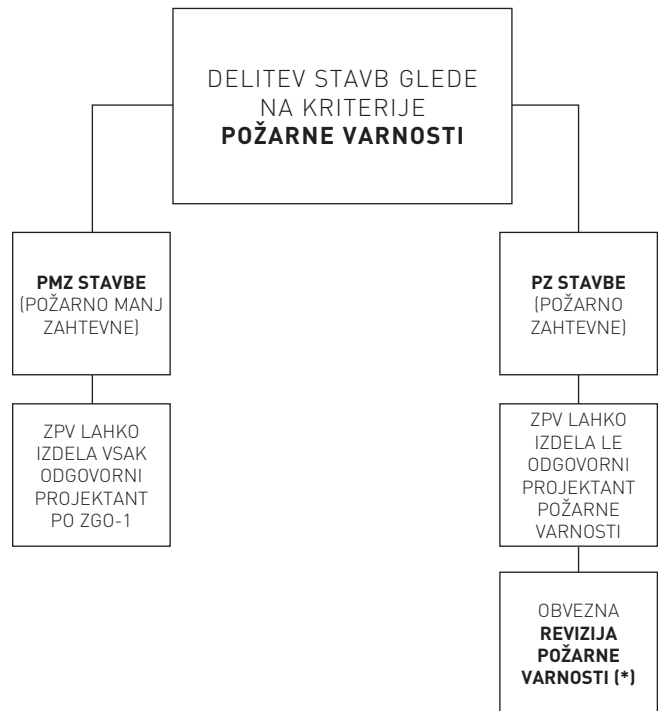 DELITEV STAVB GLEDE
NA KRITERIJE
POŽARNE VARNOSTI
PMZ STAVBE
(POŽARNO MANJ
ZAHTEVNE)
PZ STAVBE
(POŽARNO
ZAHTEVNE)
ZPV LAHKO
IZDELA VSAK
ODGOVORNI
PROJEKTANT
PO ZGO-1
ZPV LAHKO
IZDELA LE
ODGOVORNI
PROJEKTANT
POŽARNE
VARNOSTI
OBVEZNA
REVIZIJA
POŽARNE
VARNOSTI (*)